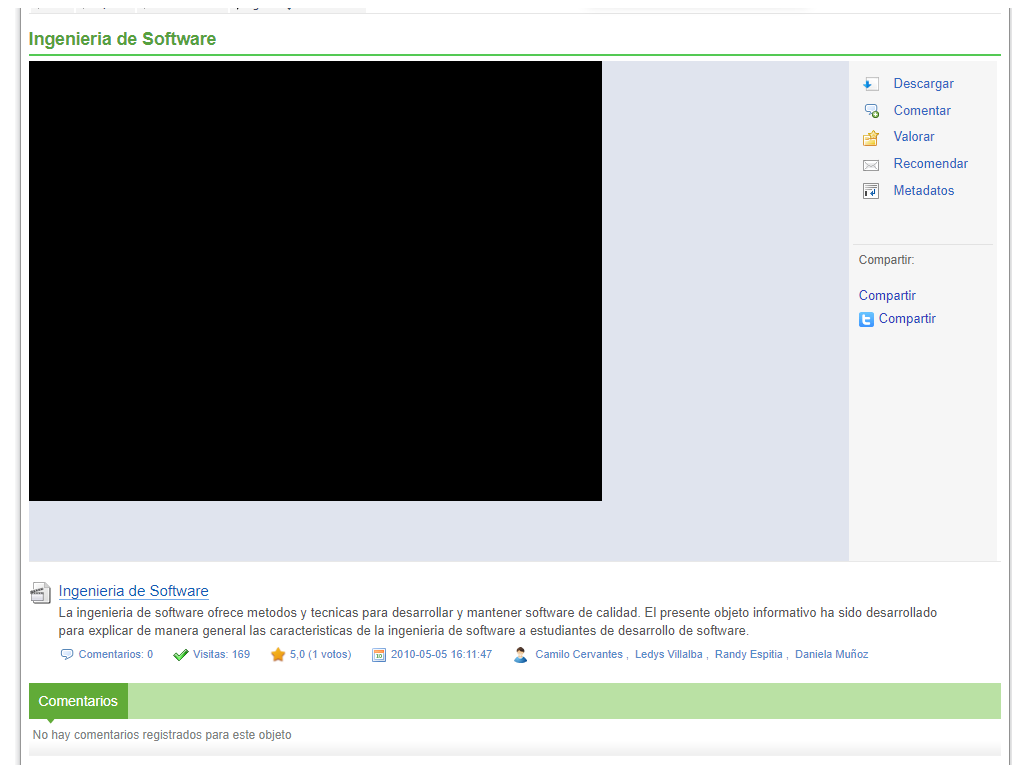 Ingenieria de Software
Descargar
Comentar
Valorar
Recomendar
Metadatos
Compartir:
Compartir
Compartir
Ingenieria de Software
La ingenieria de software ofrece metodos y tecnicas para desarrollar y mantener software de calidad. El presente objeto informativo ha sido desarrollado
para explicar de manera general las caracteristicas de la ingenieria de software a estudiantes de desarrollo de software.
Comentarios: 0 Visitas: 169 5,0 (1 votos) 2010-05-05 16:11:47 Camilo Cervantes , Ledys Villalba , Randy Espitia , Daniela Muñoz
Comentarios
No hay comentarios registrados para este objeto